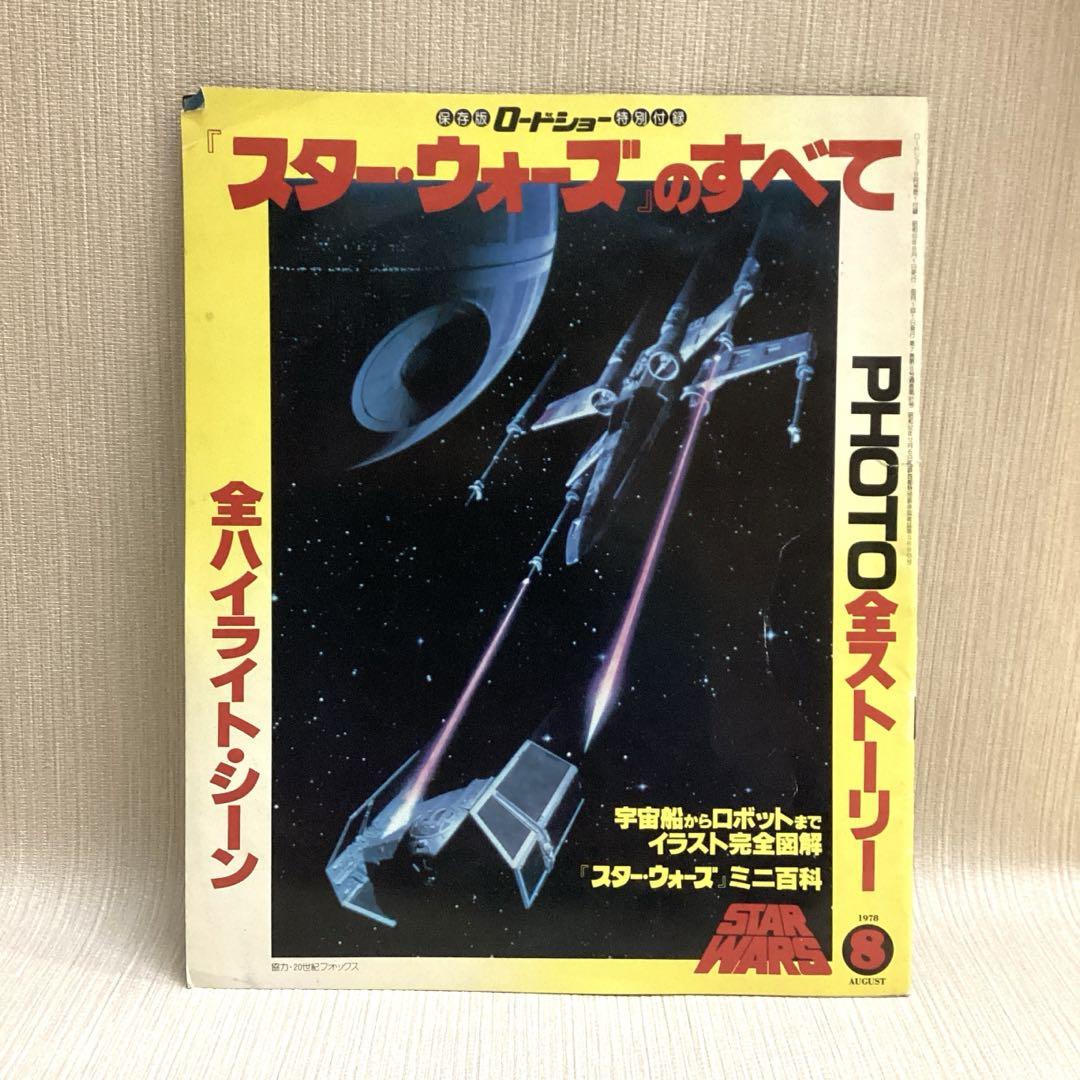 保存版 ロードショー 特別付録
『スター・ウォーズ』のすべて
PHOTO全ストーリー
全ハイライト・シーン
宇宙船からロボットまで
イラスト完全図解
『スター・ウォーズ』ミニ百科
STAR
WARS
1978
8
AUGUST
協力・20世紀フォックス